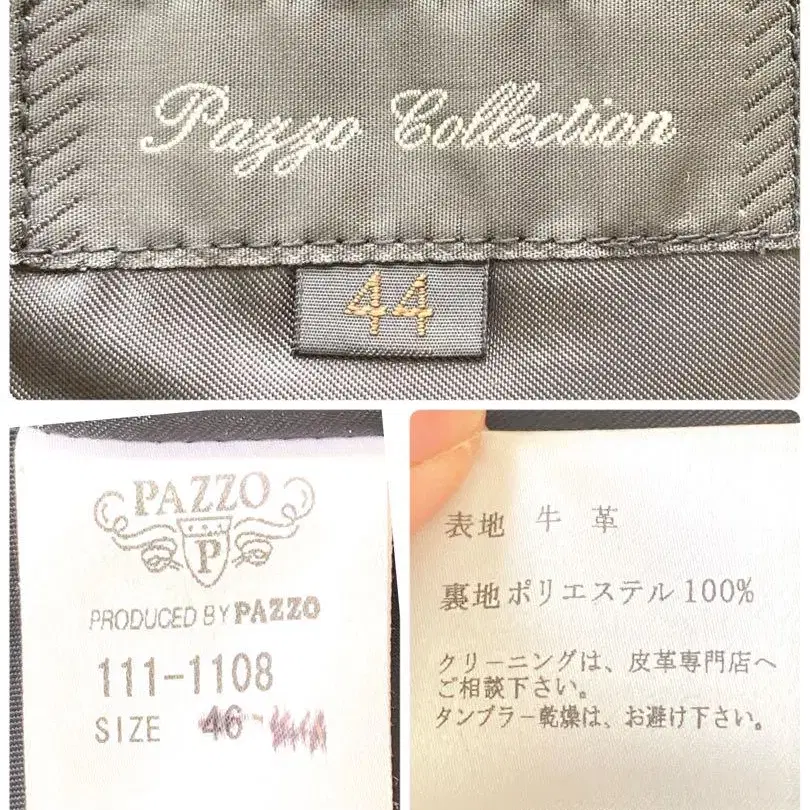 Pazzo Collection
44
PAZZO
P
PRODUCED BY PAZZO
111-1108
SIZE 46
表地 牛革
裏地ポリエステル100%
クリーニングは、皮革専門店へ
ご相談下さい。
タンブラー乾燥は、お避け下さい。